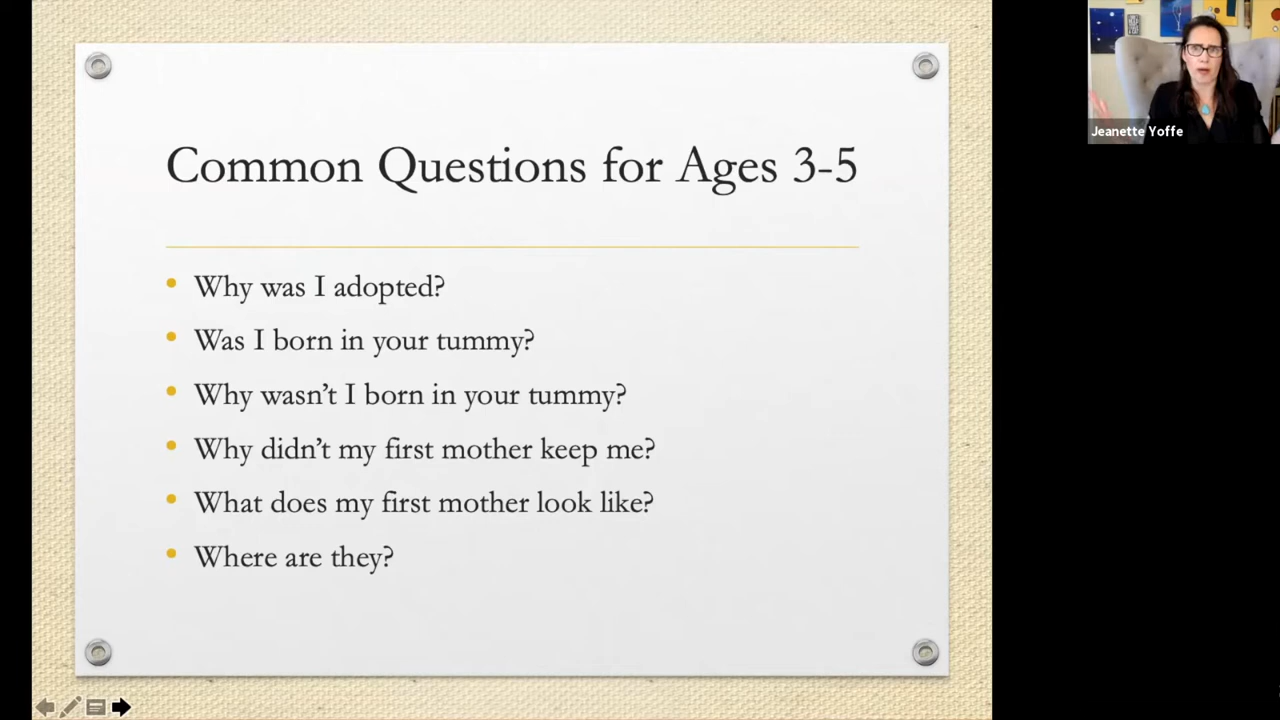 Common Questions for Ages 3-5
• Why was I adopted?
• Was I born in your tummy?
• Why wasn’t I born in your tummy?
• Why didn’t my first mother keep me?
• What does my first mother look like?
• Where are they?
Jeanette Yoffe